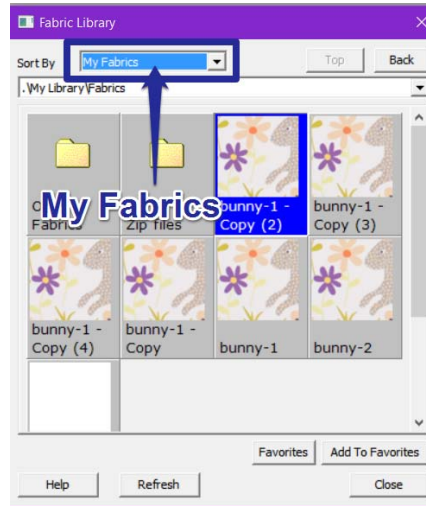 Fabric Library
Sort By My Fabrics Top Back
.\My Library\Fabrics
My Fabrics
Fabrics Zip files bunny-1 - Copy (2) bunny-1 - Copy (3)
bunny-1 - Copy (4) bunny-1 - Copy bunny-1 bunny-2
Favorites Add To Favorites
Help Refresh Close